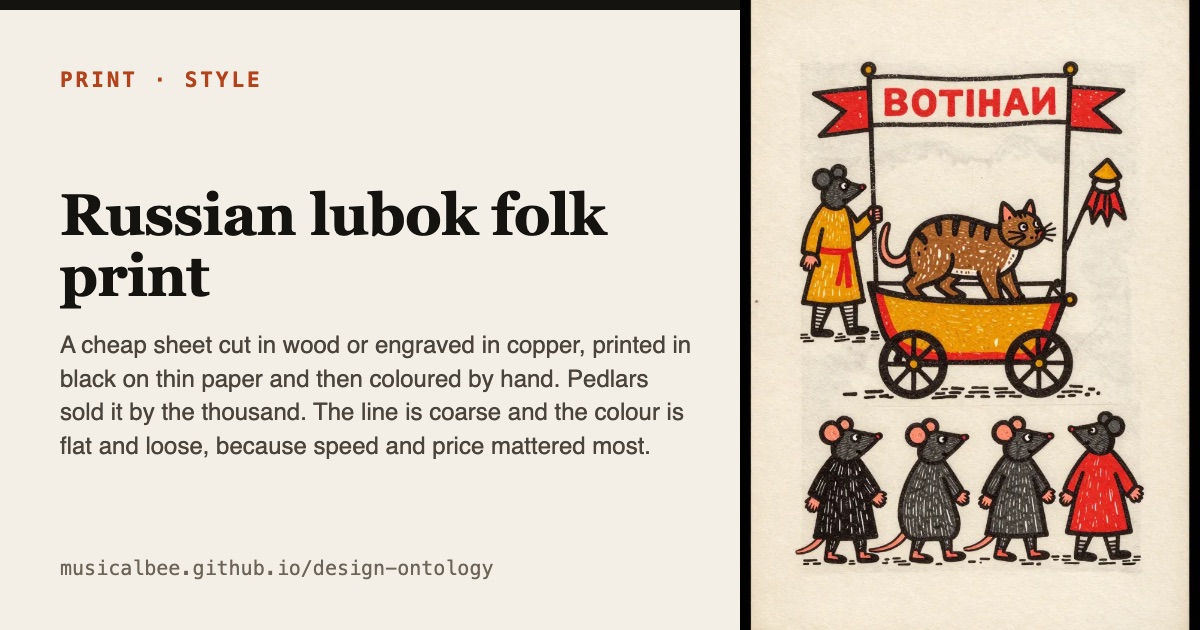 PRINT · STYLE
Russian lubok folk
print
A cheap sheet cut in wood or engraved in copper, printed in
black on thin paper and then coloured by hand. Pedlars
sold it by the thousand. The line is coarse and the colour is
flat and loose, because speed and price mattered most.
musicalbee.github.io/design-ontology
ВОТІНАИ